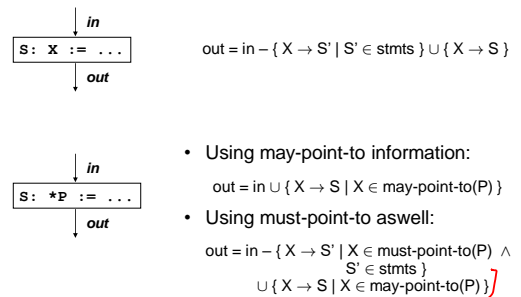 in
S: X := ...
out = in – { X → S' | S' ∈ stmts } ∪ { X → S }
out
• Using may-point-to information:
in
out = in ∪ { X → S | X ∈ may-point-to(P) }
S: *P := ...
out
• Using must-point-to aswell:
out = in – { X → S' | X ∈ must-point-to(P) ∧
S' ∈ stmts }
∪ { X → S | X ∈ may-point-to(P) }